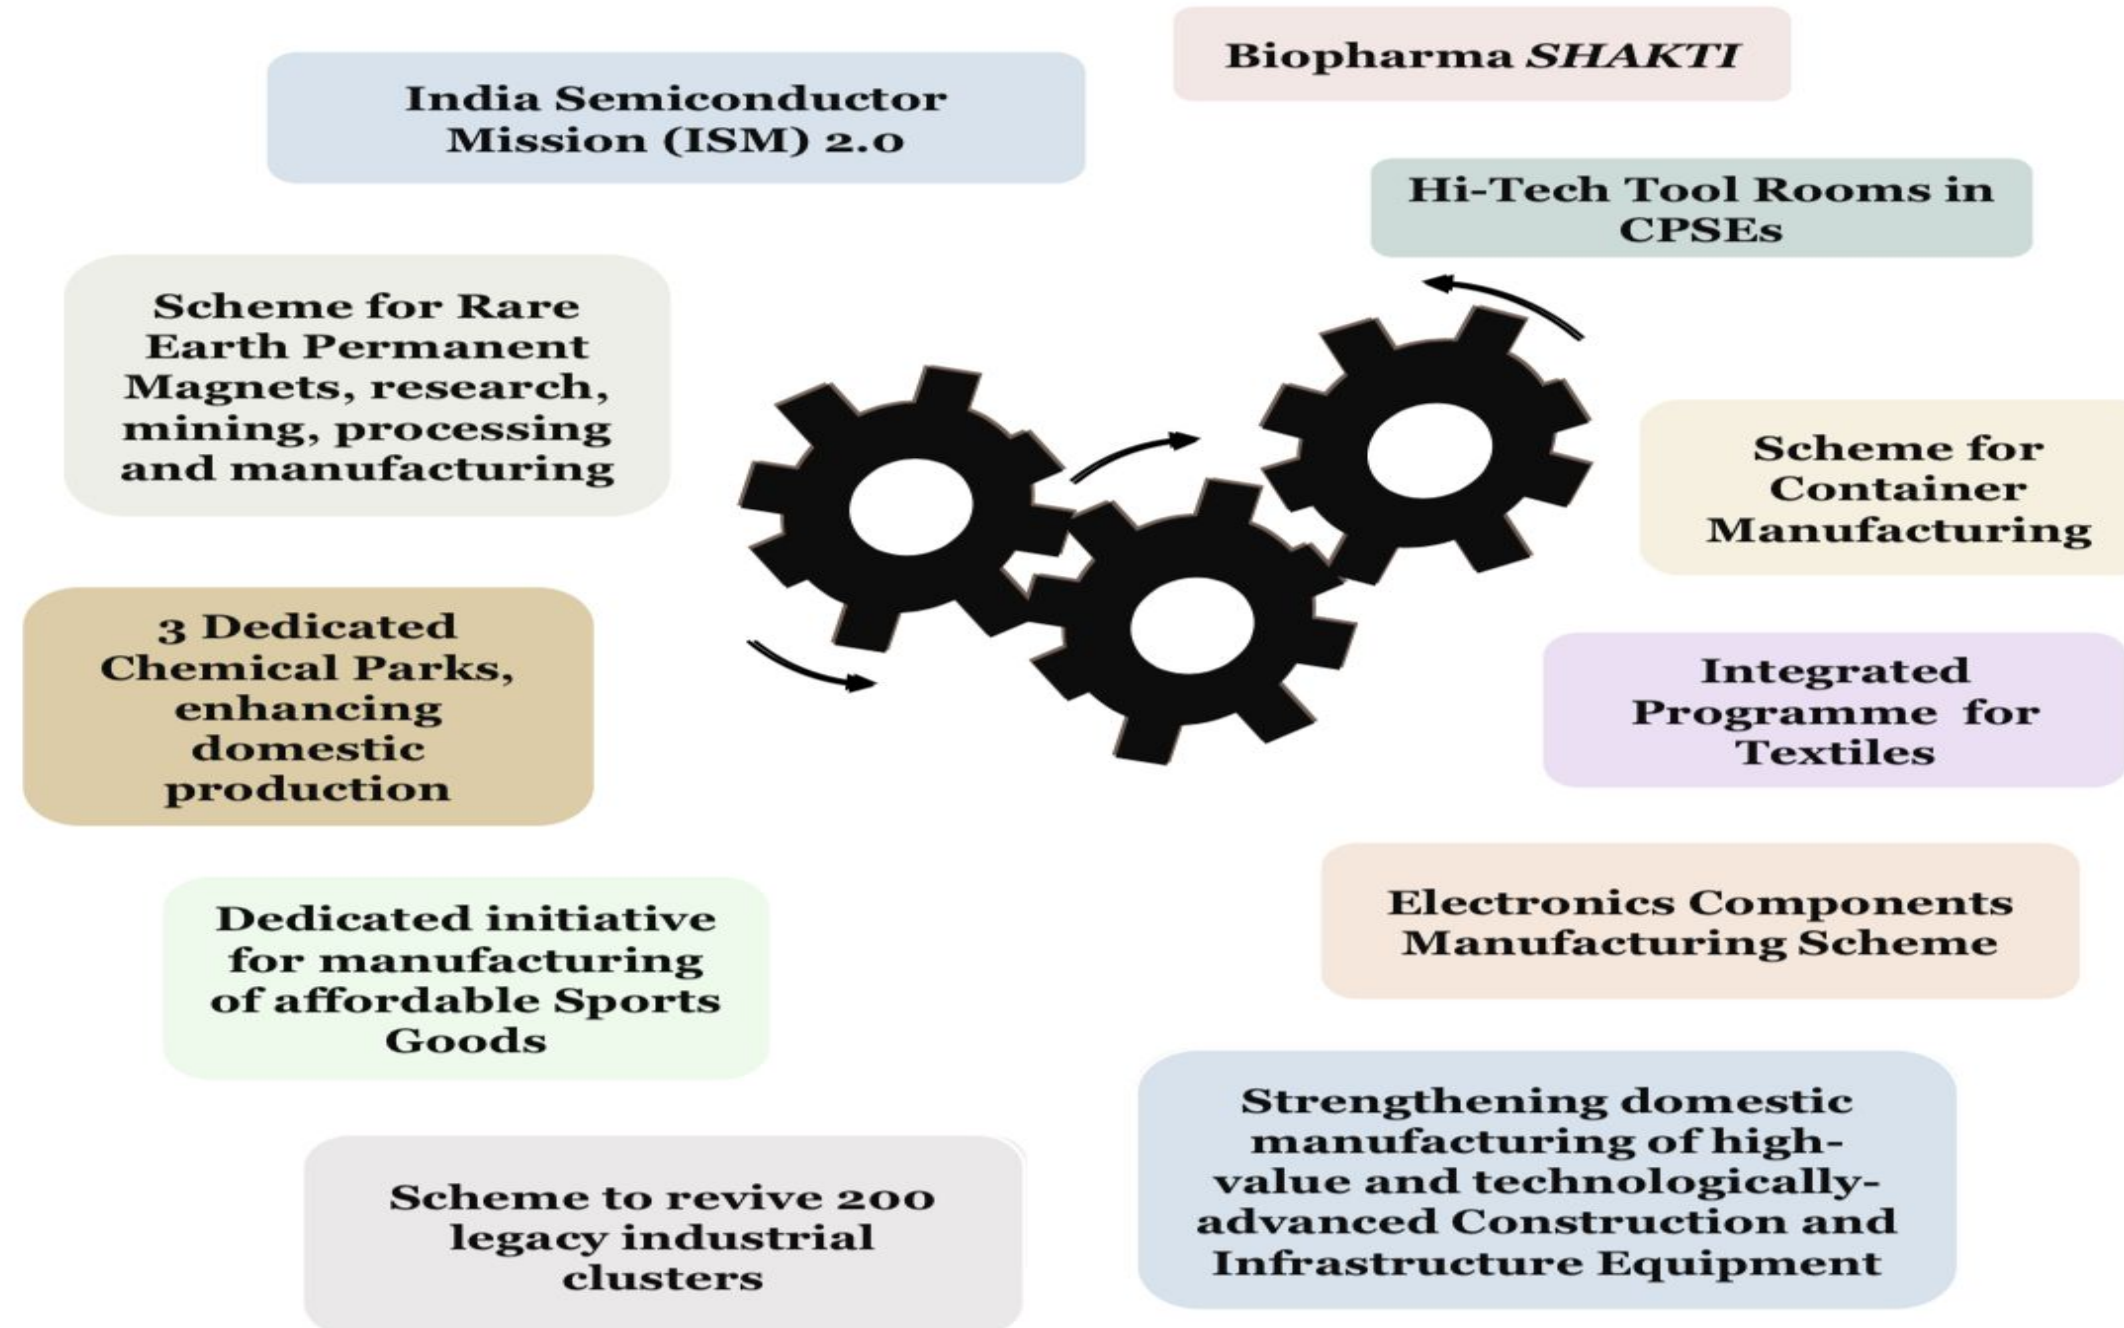 Biopharma SHAKTI
India Semiconductor
Mission (ISM) 2.0
Hi-Tech Tool Rooms in
CPSEs
Scheme for Rare
Earth Permanent
Magnets, research,
mining, processing
and manufacturing
Scheme for
Container
Manufacturing
3 Dedicated
Chemical Parks,
enhancing
domestic
production
Integrated
Programme for
Textiles
Dedicated initiative
for manufacturing
of affordable Sports
Goods
Electronics Components
Manufacturing Scheme
Scheme to revive 200
legacy industrial
clusters
Strengthening domestic
manufacturing of high-
value and technologically-
advanced Construction and
Infrastructure Equipment